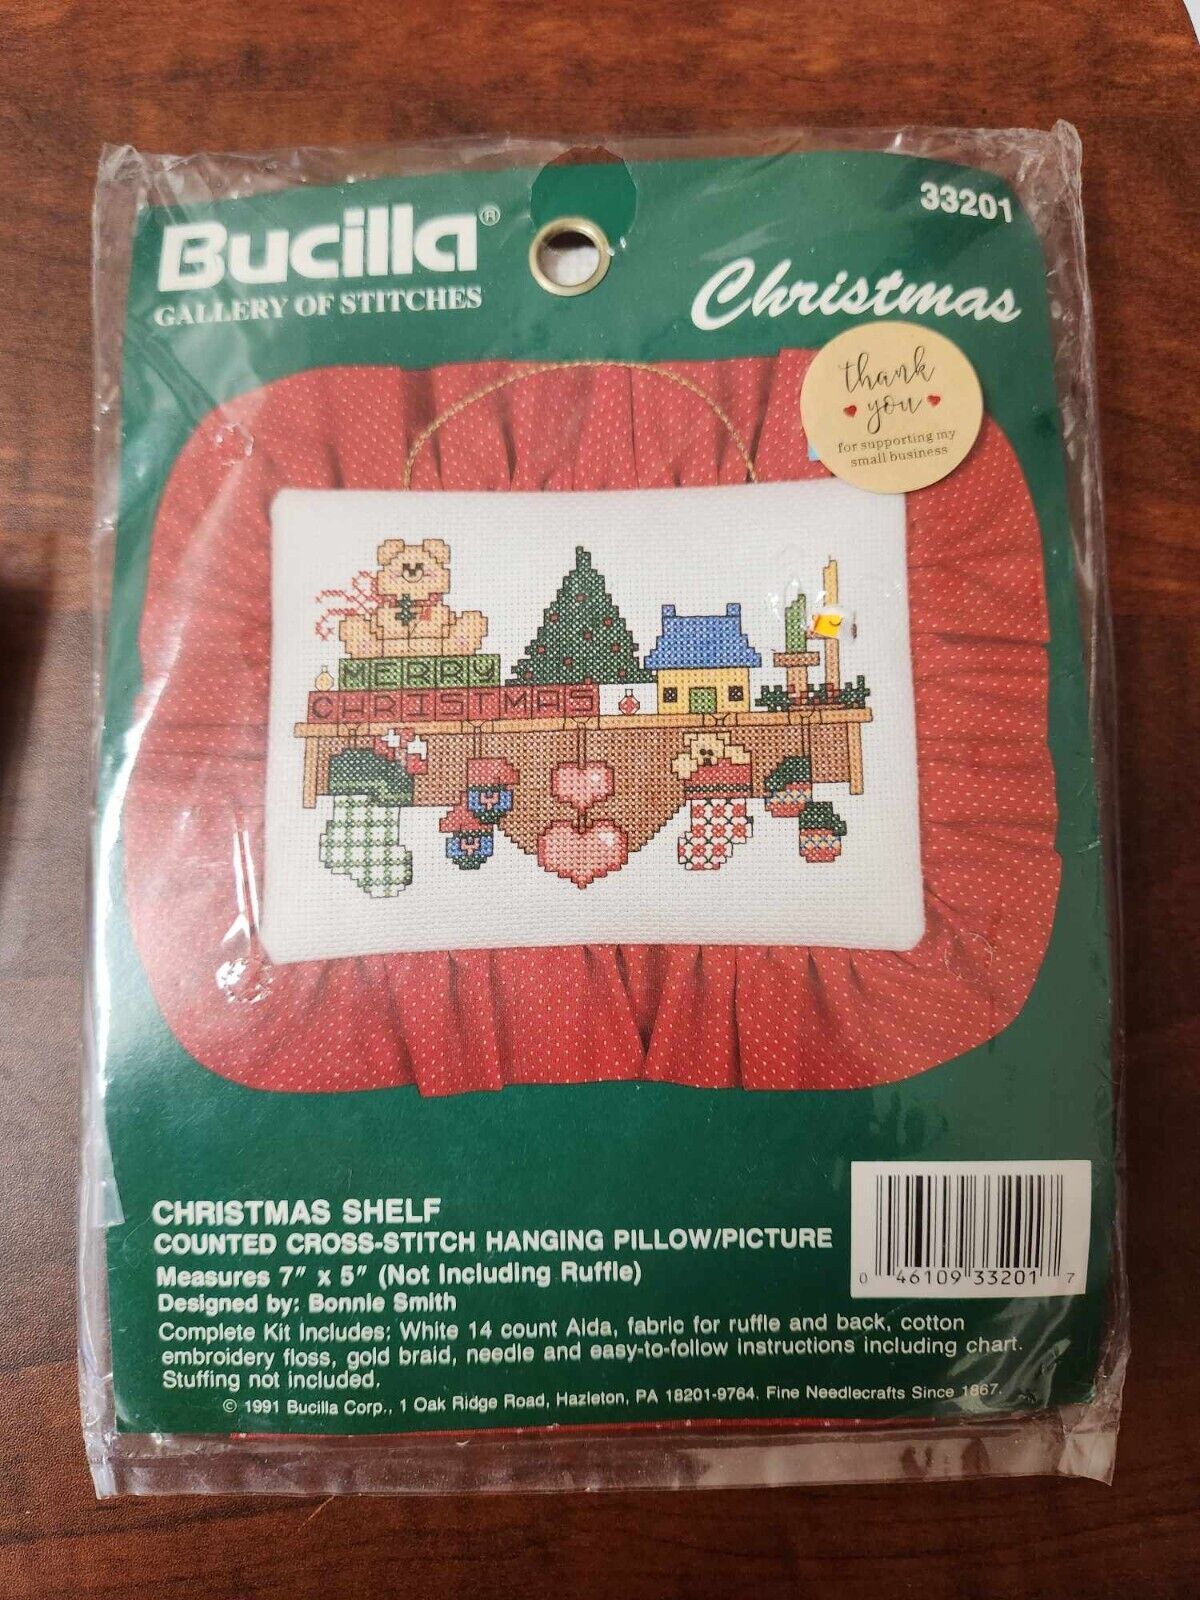 33201
Bucilla®
GALLERY OF STITCHES
Christmas
thank
you
for supporting my
small business
MERRY
CHRISTMAS
CHRISTMAS SHELF
COUNTED CROSS-STITCH HANGING PILLOW/PICTURE
Measures 7" x 5" (Not Including Ruffle)
Designed by: Bonnie Smith
Complete Kit Includes: White 14 count Aida, fabric for ruffle and back, cotton
embroidery floss, gold braid, needle and easy-to-follow instructions including chart.
Stuffing not included.
© 1991 Bucilla Corp., 1 Oak Ridge Road, Hazleton, PA 18201-9764. Fine Needlecrafts Since 1867.
0 46109 33201 7